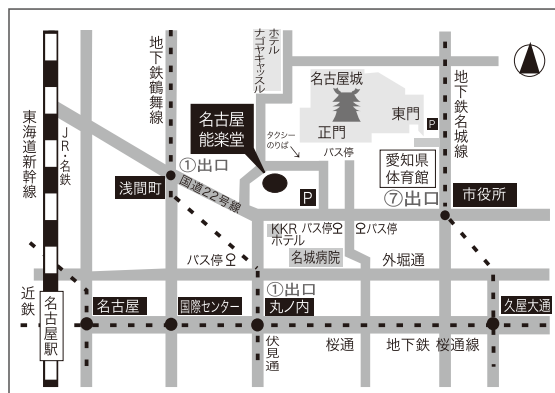 ホテル
ナゴヤキャッスル
地下鉄鶴舞線
名古屋城
東門
P
正門
地下鉄名城線
東海道新幹線
JR・名鉄
名古屋
能楽堂
タクシー
のりば
バス停
愛知県
体育館
①出口
浅間町
国道22号線
P
⑦出口
市役所
KKR
ホテル
バス停
バス停
名城病院
バス停
外堀通
近鉄
名古屋駅
名古屋
国際センター
①出口
丸ノ内
久屋大通
伏見通
桜通
地下鉄 桜通線